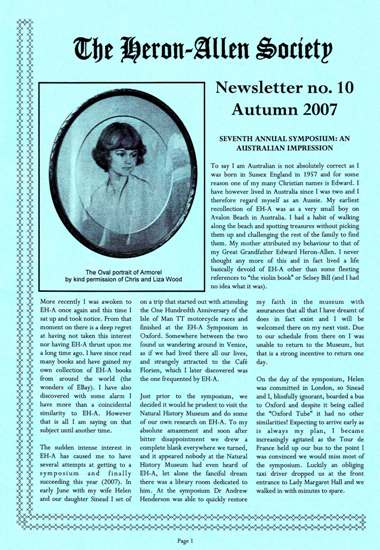 The Heron-Allen Society
Newsletter no. 10
Autumn 2007
SEVENTH ANNUAL SYMPOSIUM: AN
AUSTRALIAN IMPRESSION
To say I am Australian is not absolutely correct as I
was born in Sussex England in 1957 and for some
reason one of my many Christian names is Edward. I
have however lived in Australia since I was two and I
therefore regard myself as an Aussie. My earliest
recollection of EH-A was as a very small boy on
Avalon Beach in Australia. I had a habit of walking
along the beach and spotting treasures without picking
them up and challenging the rest of the family to find
them. My mother attributed my behaviour to that of
my Great Grandfather Edward Heron-Allen. I never
thought any more of this and in fact lived a life
basically devoid of EH-A other than some fleeting
references to "the violin book" or Selsey Bill (and I had
no idea what it was).
The Oval portrait of Armorel
by kind permission of Chris and Liza Wood
More recently I was awoken to
EH-A once again and this time I
sat up and took notice. From that
moment on there is a deep regret
at having not taken this interest
nor having EH-A thrust upon me
a long time ago. I have since read
many books and have gained my
own collection of EH-A books
from around the world (the
wonders of EBay). I have also
discovered with some alarm I
have more than a coincidental
similarity to EH-A. However
that is all I am saying on that
subject until another time.
The sudden intense interest in
EH-A has caused me to have
several attempts at getting to a
symposium and finally
succeeding this year (2007). In
early June with my wife Helen
and our daughter Sinead I set of
on a trip that started out with attending
the One Hundredth Anniversary of the
Isle of Man TT motorcycle races and
finished at the EH-A Symposium in
Oxford. Somewhere between the two
found us wandering around in Venice,
as if we had lived there all our lives,
and strangely attracted to the Café
Florien, which I later discovered was
the one frequented by EH-A.
Just prior to the symposium, we
decided it would be prudent to visit the
Natural History Museum and do some
of our own research on EH-A. To my
absolute amazement and soon after
bitter disappointment we drew a
complete blank everywhere we turned,
and it appeared nobody at the Natural
History Museum had even heard of
EH-A, let alone the fanciful dream
there was a library room dedicated to
him. At the symposium Dr Andrew
Henderson was able to quickly restore
my faith in the museum with
assurances that all that I have dreamt of
does in fact exist and I will be
welcomed there on my next visit. Due
to our schedule from there on I was
unable to return to the Museum, but
that is a strong incentive to return one
day.
On the day of the symposium, Helen
was committed in London, so Sinead
and I, blissfully ignorant, boarded a bus
to Oxford and despite it being called
the "Oxford Tube" it had no other
similarities! Expecting to arrive early as
is always my plan, I became
increasingly agitated as the Tour de
France held up our bus to the point I
was convinced we would miss most of
the symposium. Luckily an obliging
taxi driver dropped us at the front
entrance to Lady Margaret Hall and we
walked in with minutes to spare.
Page 1